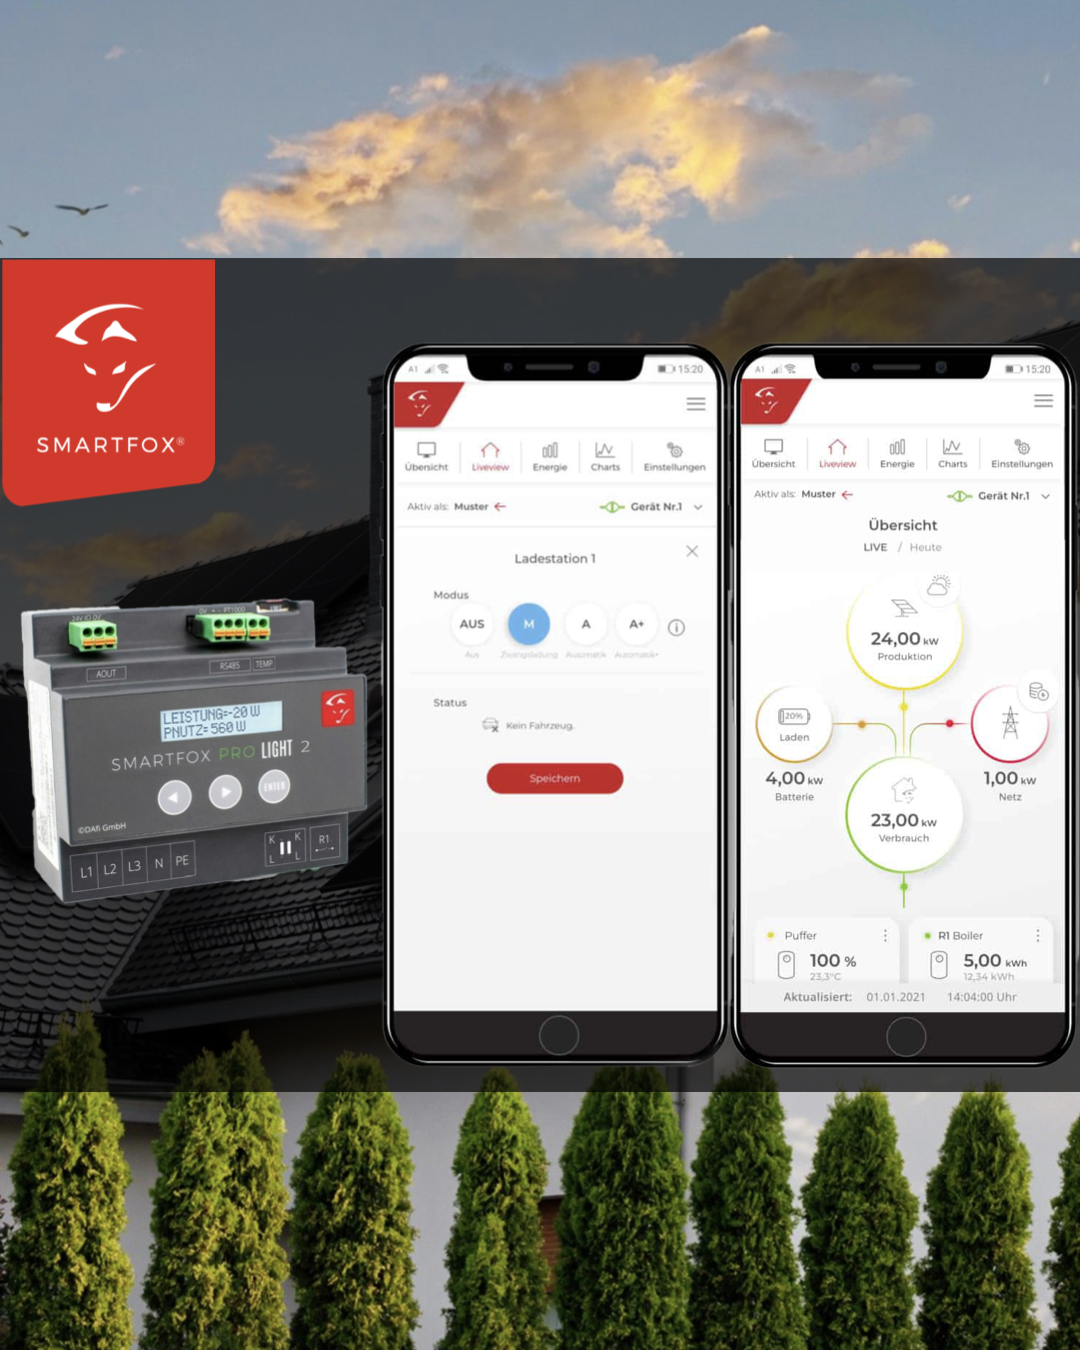 SMARTFOX®
24V IO 0V
0V + - PT1000
AOUT
RS485
TEMP
LEISTUNG=-20 W
PNUTZ= 560 W
SMARTFOX PRO LIGHT 2
ENTER
©DAfi GmbH
L1 L2 L3 N PE
K K
L L
R1
A1
15:20
Übersicht
Liveview
Energie
Charts
Einstellungen
Aktiv als: Muster
Gerät Nr.1
Ladestation 1
Modus
AUS
M
A
A+
Aus
Zwangsladung
Automatik
Automatik+
Status
Kein Fahrzeug.
Speichern
A1
15:20
Übersicht
Liveview
Energie
Charts
Einstellungen
Aktiv als: Muster
Gerät Nr.1
Übersicht
LIVE / Heute
24,00 kW
Produktion
20%
Laden
4,00 kW
Batterie
1,00 kW
Netz
23,00 kW
Verbrauch
Puffer
100 %
23,3°C
R1 Boiler
5,00 kWh
12,34 kWh
Aktualisiert: 01.01.2021 14:04:00 Uhr